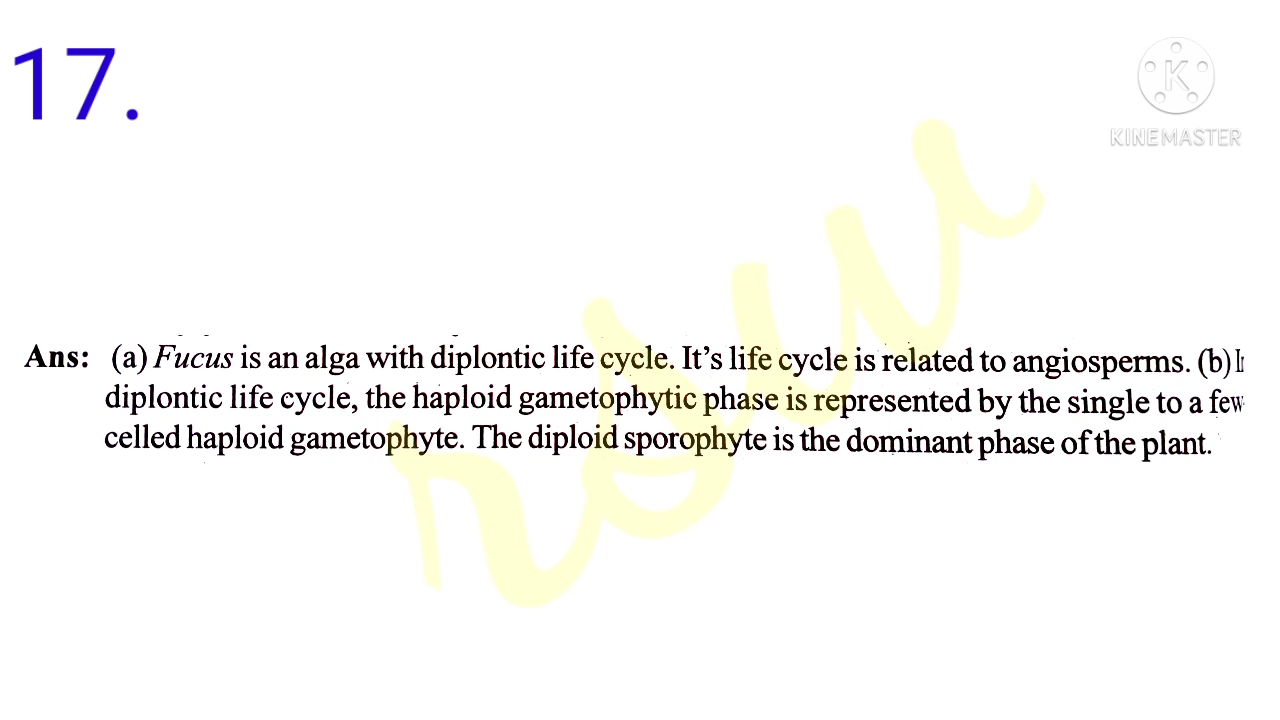 17.
KINEMASTER
Ans: (a) Fucus is an alga with diplontic life cycle. It's life cycle is related to angiosperms. (b)
diplontic life cycle, the haploid gametophytic phase is represented by the single to a few
celled haploid gametophyte. The diploid sporophyte is the dominant phase of the plant.